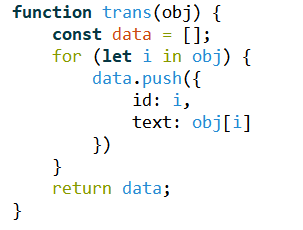 function trans(obj) {
    const data = [];
    for (let i in obj) {
        data.push({
            id: i,
            text: obj[i]
        })
    }
    return data;
}